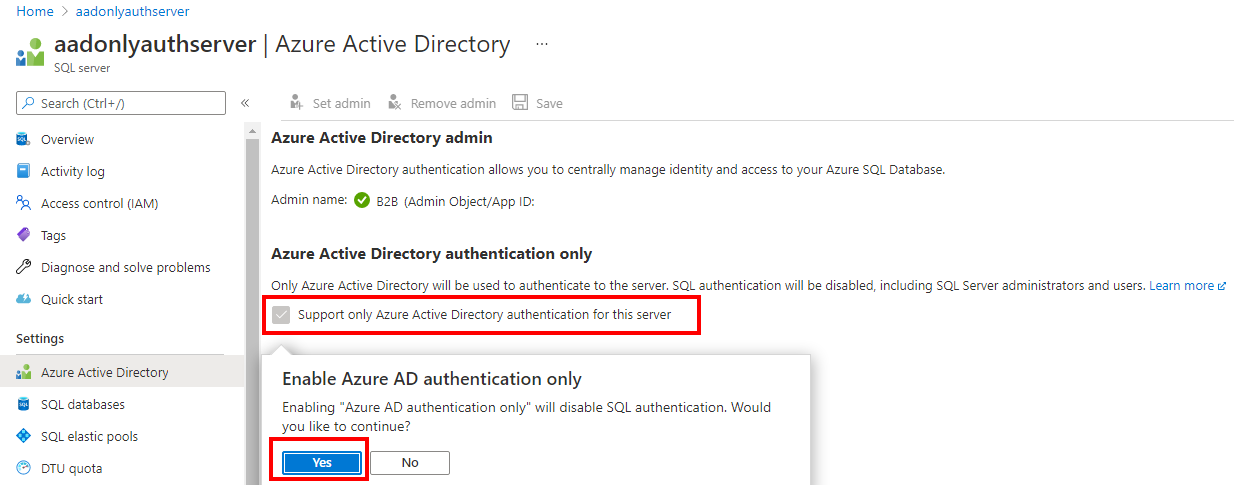 Home > aadonlyauthserver
aadonlyauthserver | Azure Active Directory ...
SQL server
Search (Ctrl+/)
«
Set admin
Remove admin
Save
Overview
Activity log
Access control (IAM)
Tags
Diagnose and solve problems
Quick start
Settings
Azure Active Directory
SQL databases
SQL elastic pools
DTU quota
Azure Active Directory admin
Azure Active Directory authentication allows you to centrally manage identity and access to your Azure SQL Database.
Admin name: B2B (Admin Object/App ID:
Azure Active Directory authentication only
Only Azure Active Directory will be used to authenticate to the server. SQL authentication will be disabled, including SQL Server administrators and users. Learn more
Support only Azure Active Directory authentication for this server
Enable Azure AD authentication only
Enabling "Azure AD authentication only" will disable SQL authentication. Would
you like to continue?
Yes
No